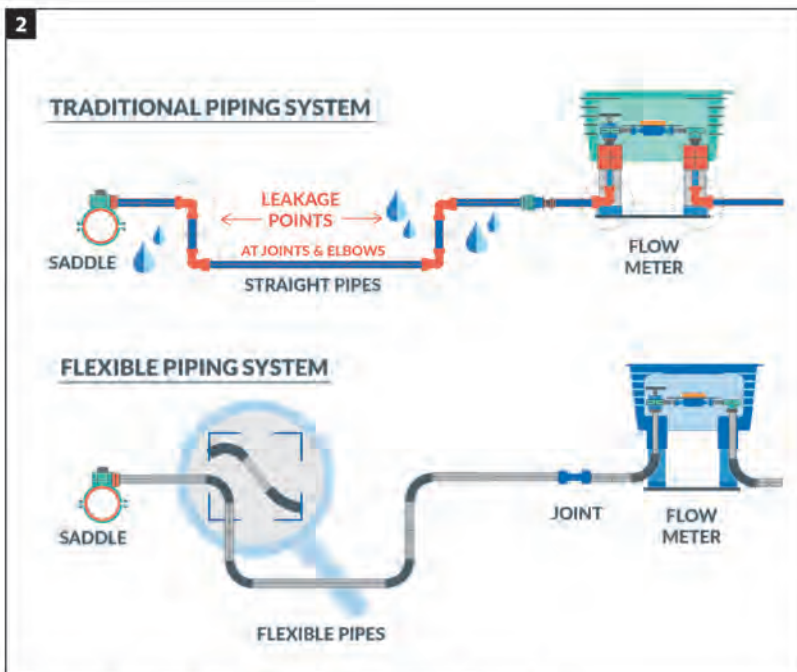 2
TRADITIONAL PIPING SYSTEM
LEAKAGE
POINTS
AT JOINTS & ELBOWS
SADDLE
STRAIGHT PIPES
FLOW
METER
FLEXIBLE PIPING SYSTEM
SADDLE
JOINT
FLOW
METER
FLEXIBLE PIPES